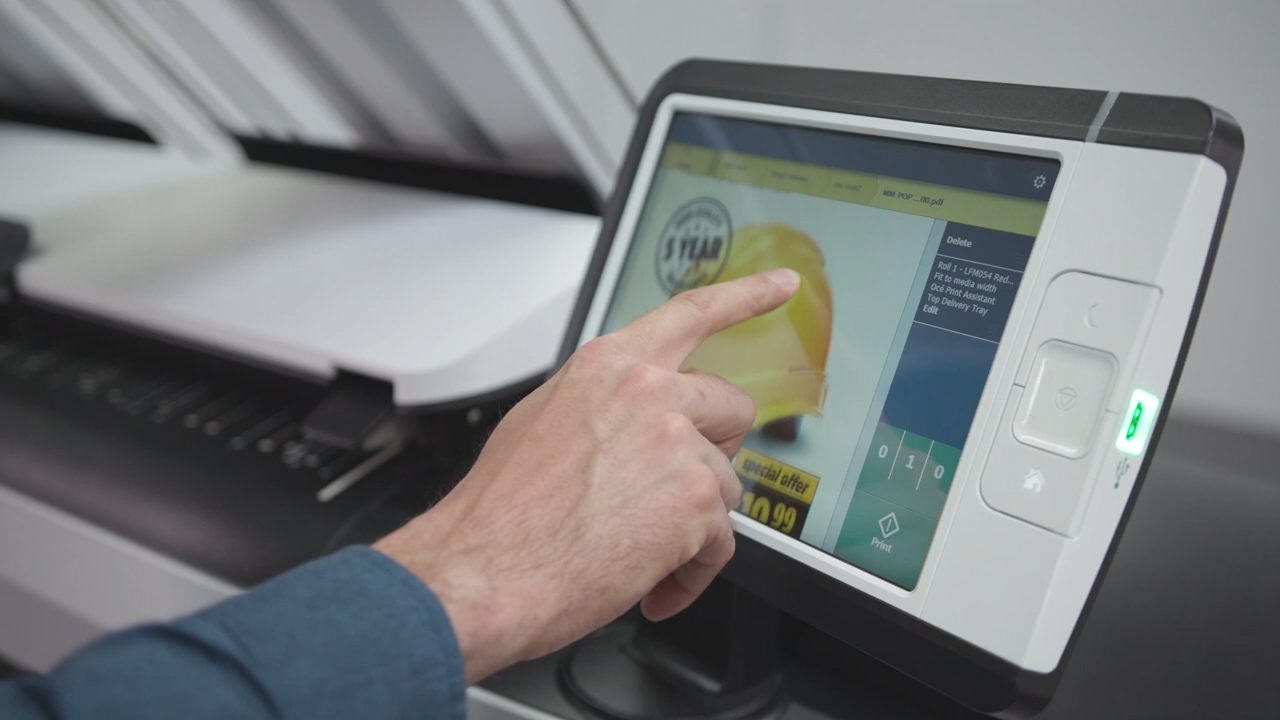 MM-POP ...00.pdf
5 YEAR
Delete
Roll 1 - LFM054 Red...
Fit to media width
Océ Print Assistant
Top Delivery Tray
Edit
0 1 0
special offer
10.99
Print